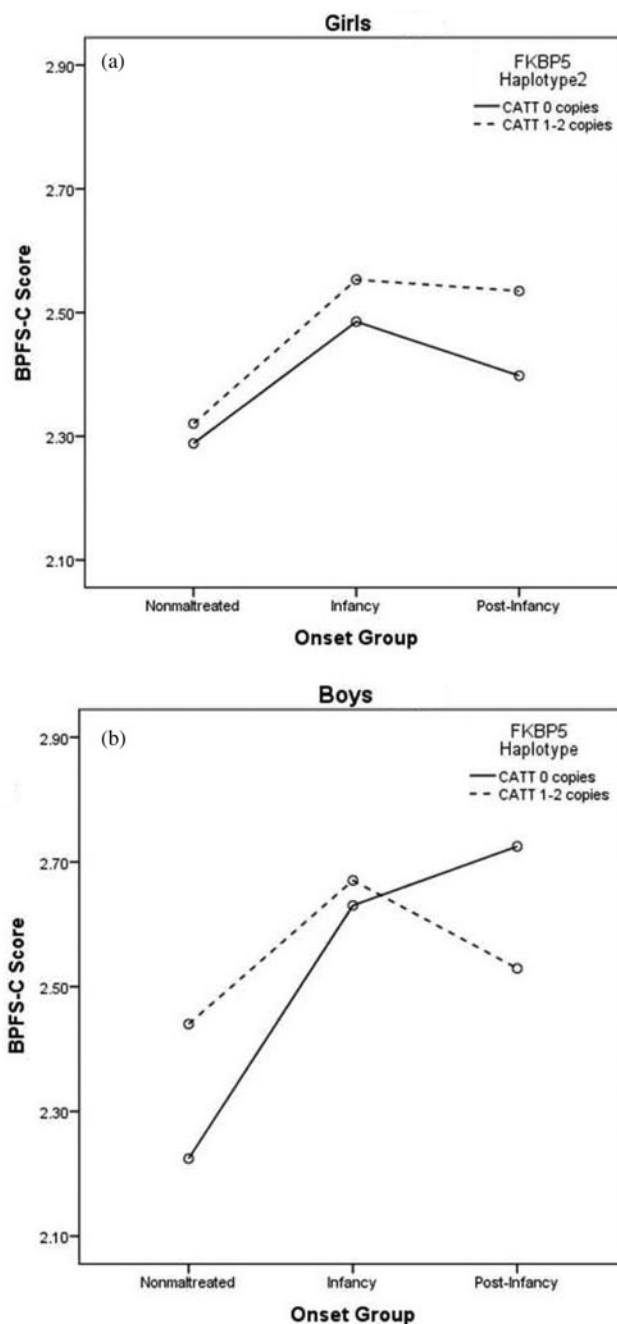 Girls
(a)
FKBP5
Haplotype2
CATT 0 copies
CATT 1-2 copies
2.90
2.70
2.50
2.30
2.10
BPFS-C Score
Nonmaltreated Infancy Post-Infancy
Onset Group
Boys
(b)
FKBP5
Haplotype
CATT 0 copies
CATT 1-2 copies
2.90
2.70
2.50
2.30
2.10
BPFS-C Score
Nonmaltreated Infancy Post-Infancy
Onset Group